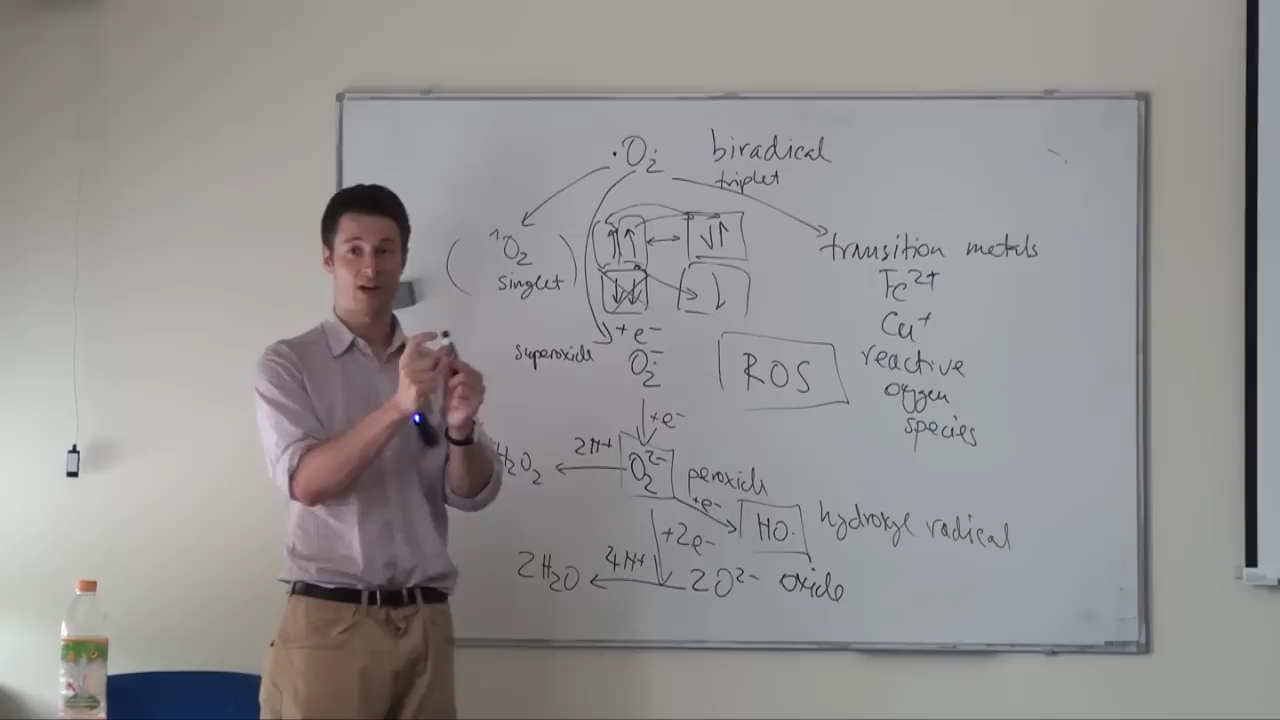 ·O₂: biradical
triplet
¹O₂
singlet
transition metals
Fe²⁺
Cu⁺
+ e⁻
superoxide
O₂·⁻
ROS
reactive
oxygen
species
+e⁻
H₂O₂ 2H+ O₂²⁻ peroxide
+e⁻
HO· hydroxyl radical
+2e⁻
2H₂O 4H+ 2O²⁻ oxide